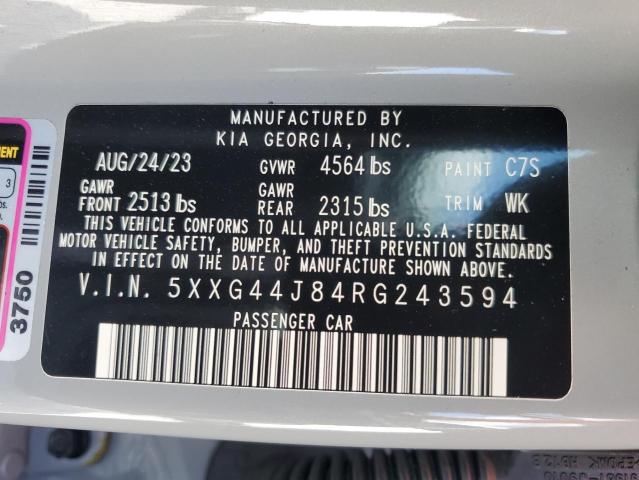 MANUFACTURED BY
KIA GEORGIA, INC.
AUG/24/23 GVWR 4564 lbs PAINT C7S
GAWR GAWR
FRONT 2513 lbs REAR 2315 lbs TRIM WK
THIS VEHICLE CONFORMS TO ALL APPLICABLE U.S.A. FEDERAL
MOTOR VEHICLE SAFETY, BUMPER, AND THEFT PREVENTION STANDARDS
IN EFFECT ON THE DATE OF MANUFACTURE SHOWN ABOVE.
V.I.N. 5XXG44J84RG243594
PASSENGER CAR
3
3750